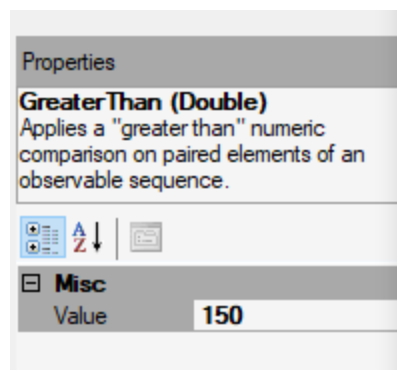 Properties
GreaterThan (Double)
Applies a "greater than" numeric
comparison on paired elements of an
observable sequence.
A
Z
Misc
Value 150